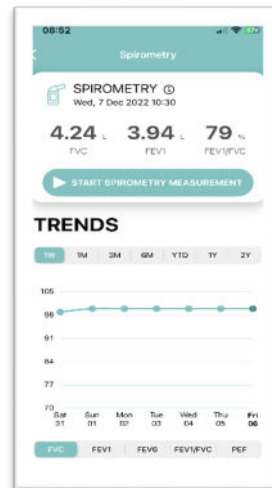 08:52
Spirometry
SPIROMETRY
Wed, 7 Dec 2022 10:30
4.24 L 3.94 L 79 %
FVC FEV1 FEV1/FVC
START SPIROMETRY MEASUREMENT
TRENDS
1W 1M 3M 6M YTD 1Y 2Y
105
98
91
84
77
70
Sat Sun Mon Tue Wed Thu Fri
31 01 02 03 04 05 06
FVC FEV1 FEV6 FEV1/FVC PEF